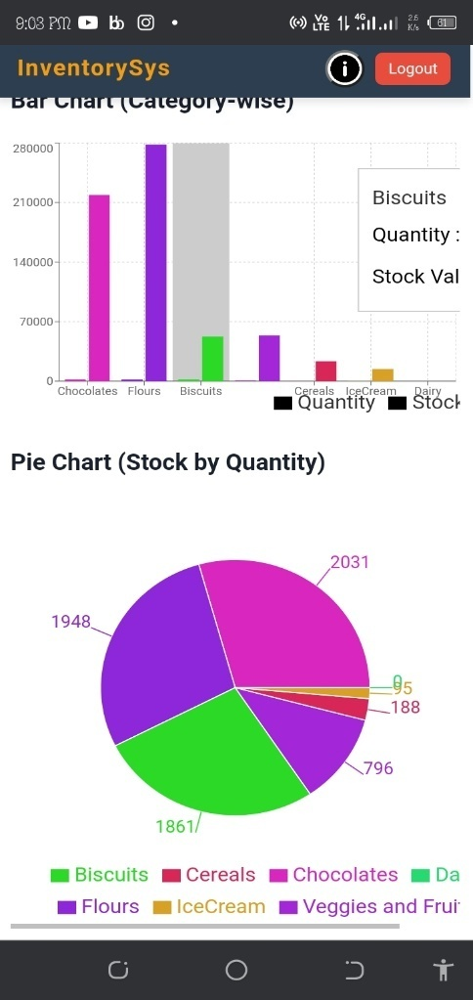 9:03 PM
Vo LTE 4G 2.6 K/s 61
InventorySys
Logout
Bar Chart (Category-wise)
280000
210000
140000
70000
0
Biscuits
Quantity :
Stock Val
Chocolates Flours Biscuits Cereals IceCream Dairy
Quantity Stock
Pie Chart (Stock by Quantity)
2031
1948
0
95
188
796
1861
Biscuits Cereals Chocolates Da
Flours IceCream Veggies and Frui